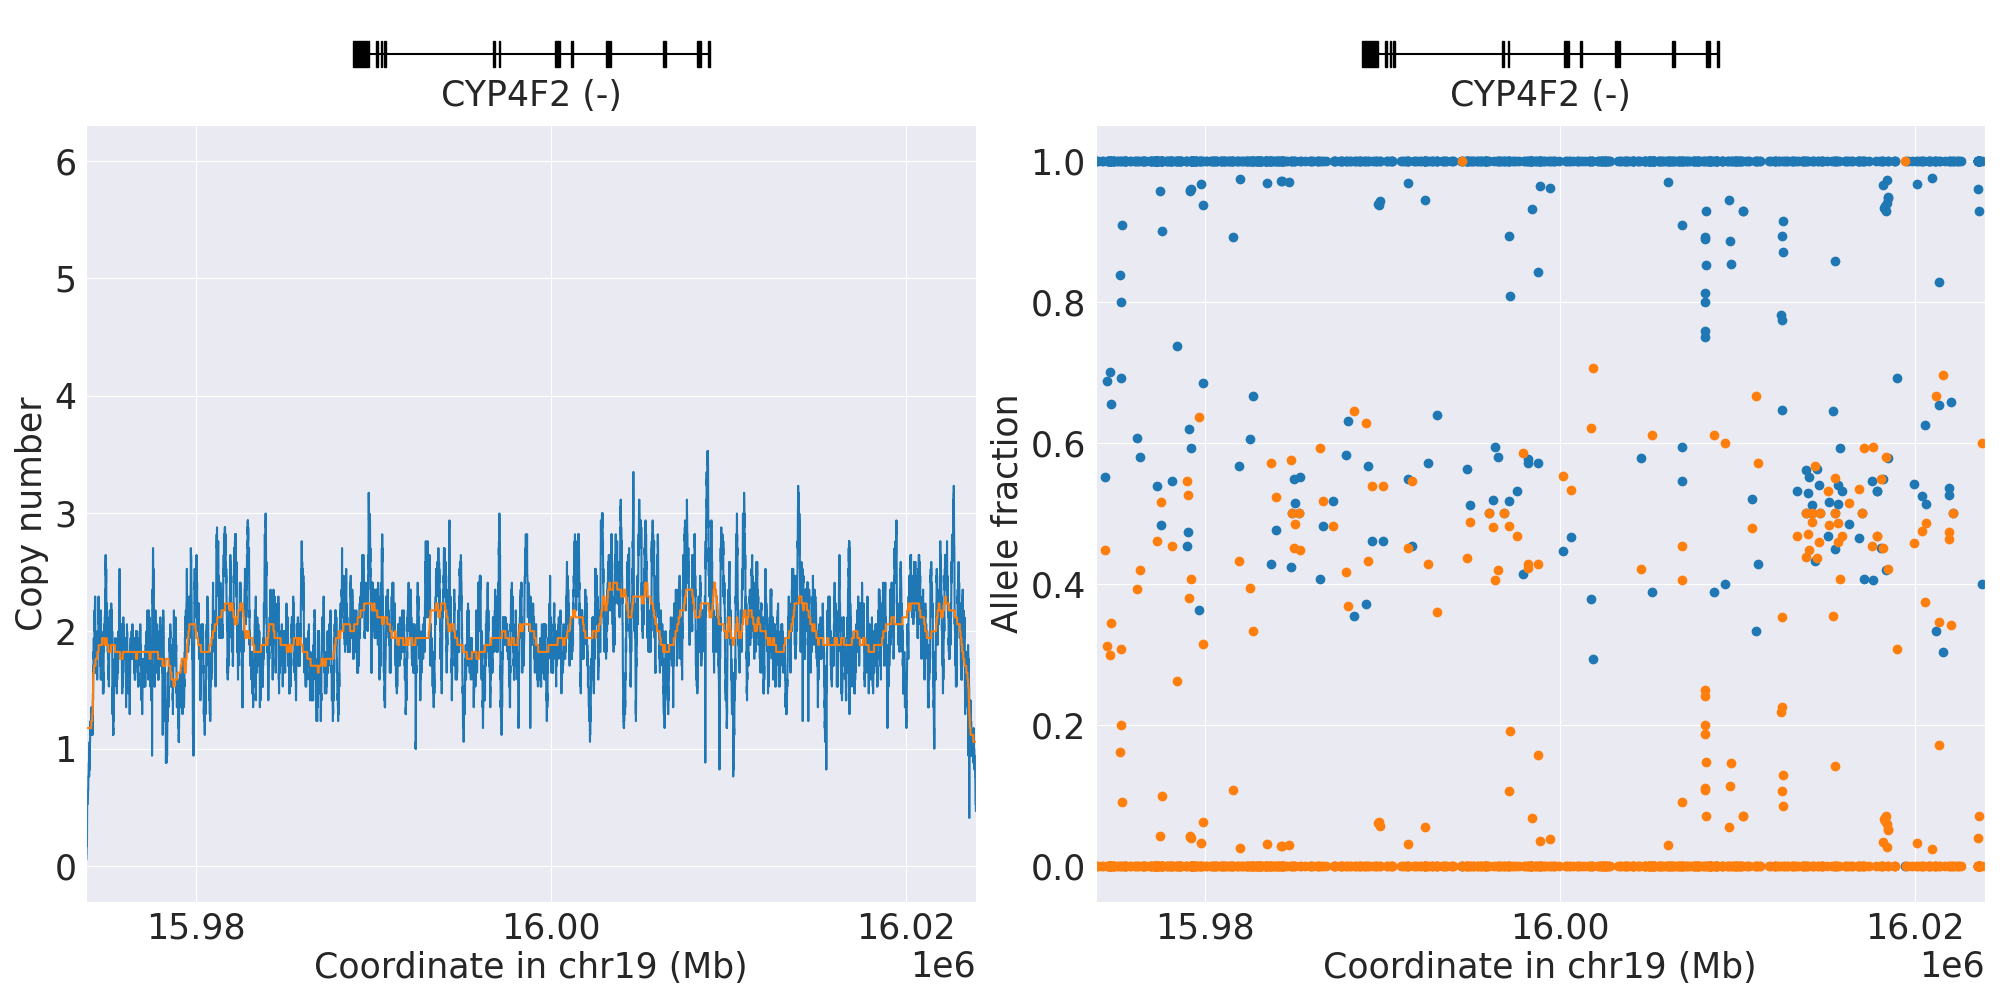 CYP4F2 (-)
6
5
4
3
2
1
0
Copy number
15.98
16.00
16.02
Coordinate in chr19 (Mb)
1e6
CYP4F2 (-)
1.0
0.8
0.6
0.4
0.2
0.0
Allele fraction
15.98
16.00
16.02
Coordinate in chr19 (Mb)
1e6